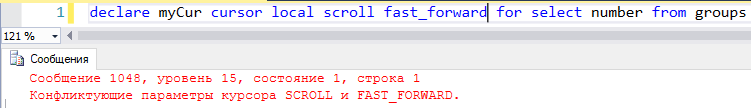 1 declare myCur cursor local scroll fast_forward for select number from groups
121 %
Сообщения
Сообщение 1048, уровень 15, состояние 1, строка 1
Конфликтующие параметры курсора SCROLL и FAST_FORWARD.